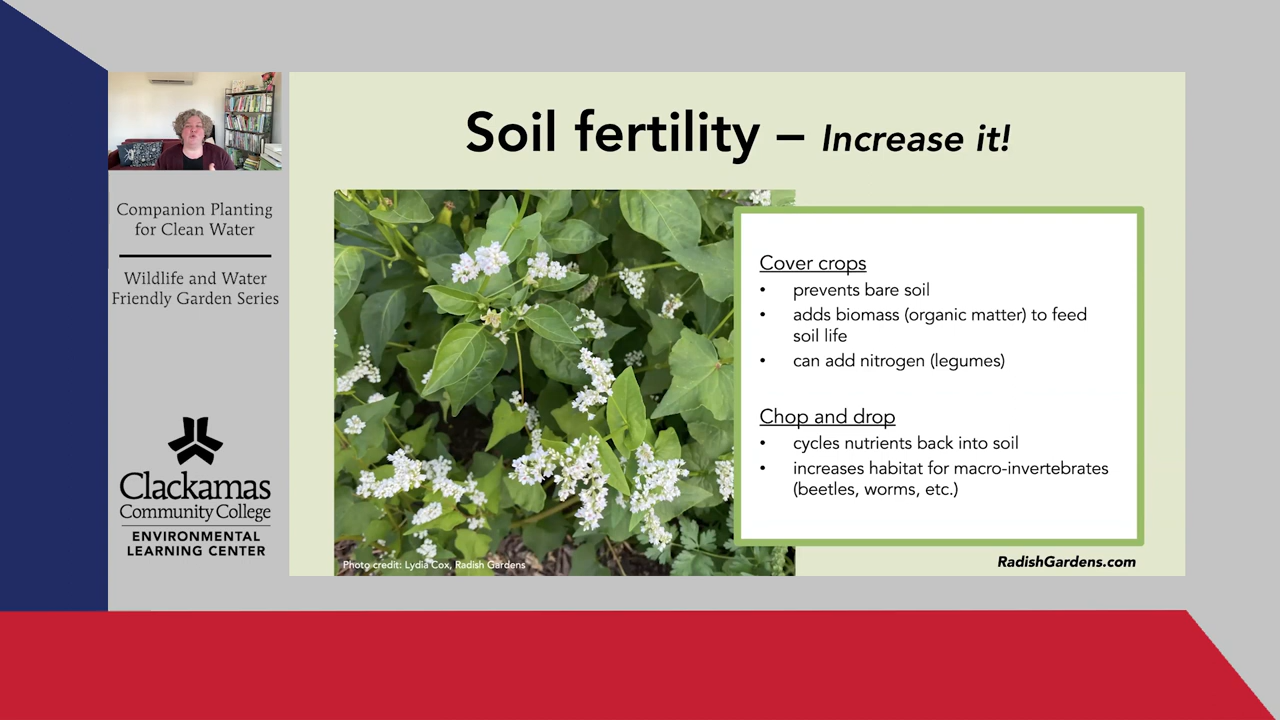 Companion Planting
for Clean Water
Wildlife and Water
Friendly Garden Series
Clackamas
Community College
ENVIRONMENTAL
LEARNING CENTER
Soil fertility – Increase it!
Cover crops
• prevents bare soil
• adds biomass (organic matter) to feed
soil life
• can add nitrogen (legumes)
Chop and drop
• cycles nutrients back into soil
• increases habitat for macro-invertebrates
(beetles, worms, etc.)
Photo credit: Lydia Cox, Radish Gardens
RadishGardens.com